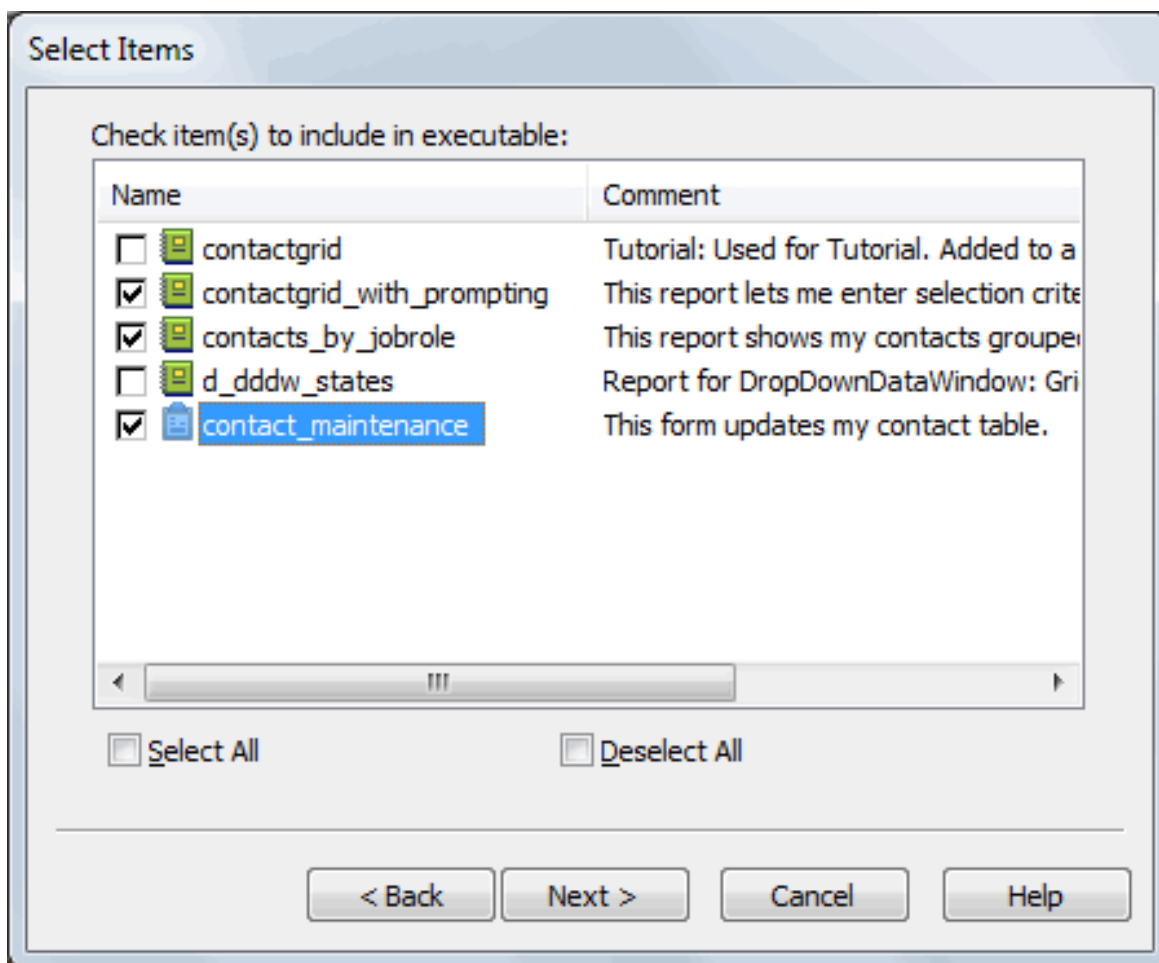 Select Items
Check item(s) to include in executable:
Name Comment
contactgrid Tutorial: Used for Tutorial. Added to a
contactgrid_with_prompting This report lets me enter selection crite
contacts_by_jobrole This report shows my contacts grouped
d_dddw_states Report for DropDownDataWindow: Gri
contact_maintenance This form updates my contact table.
Select All Deselect All
< Back Next > Cancel Help